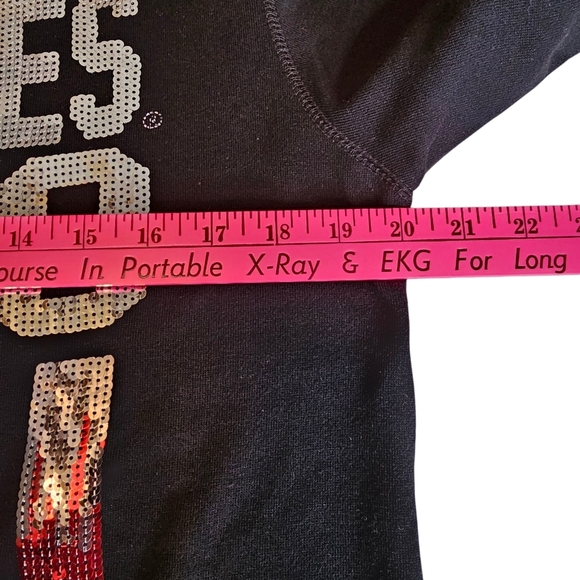 ES
14 15 16 17 18 19 20 21 22
ourse In Portable X-Ray & EKG For Long